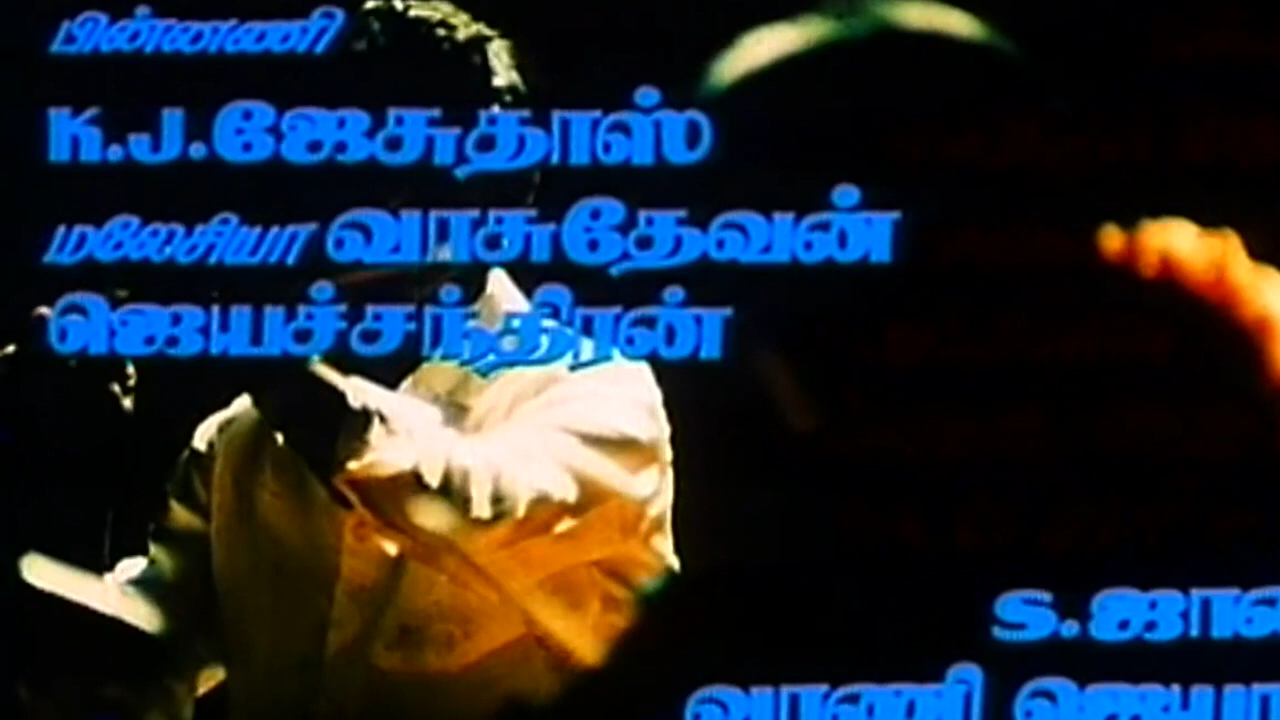 பின்னணி
K.J.ஜேசுதாஸ்
மலேசியா வாசுதேவன்
ஜெயச்சந்திரன்
S.
வாணி